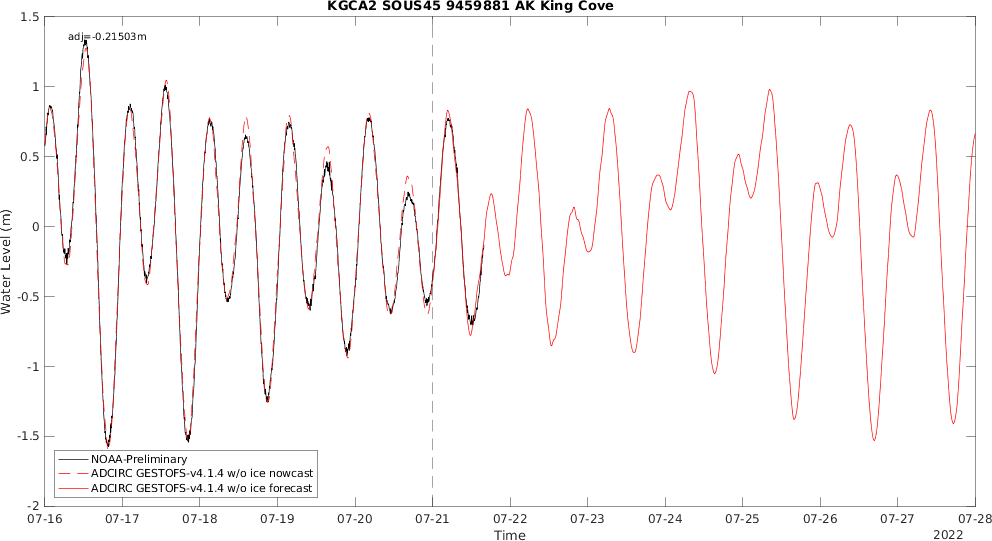 KGCA2 SOUS45 9459881 AK King Cove
adj=-0.21503m
1.5
1
0.5
0
-0.5
-1
-1.5
-2
Water Level (m)
NOAA-Preliminary
ADCIRC GESTOFS-v4.1.4 w/o ice nowcast
ADCIRC GESTOFS-v4.1.4 w/o ice forecast
07-16 07-17 07-18 07-19 07-20 07-21 07-22 07-23 07-24 07-25 07-26 07-27 07-28
Time
2022